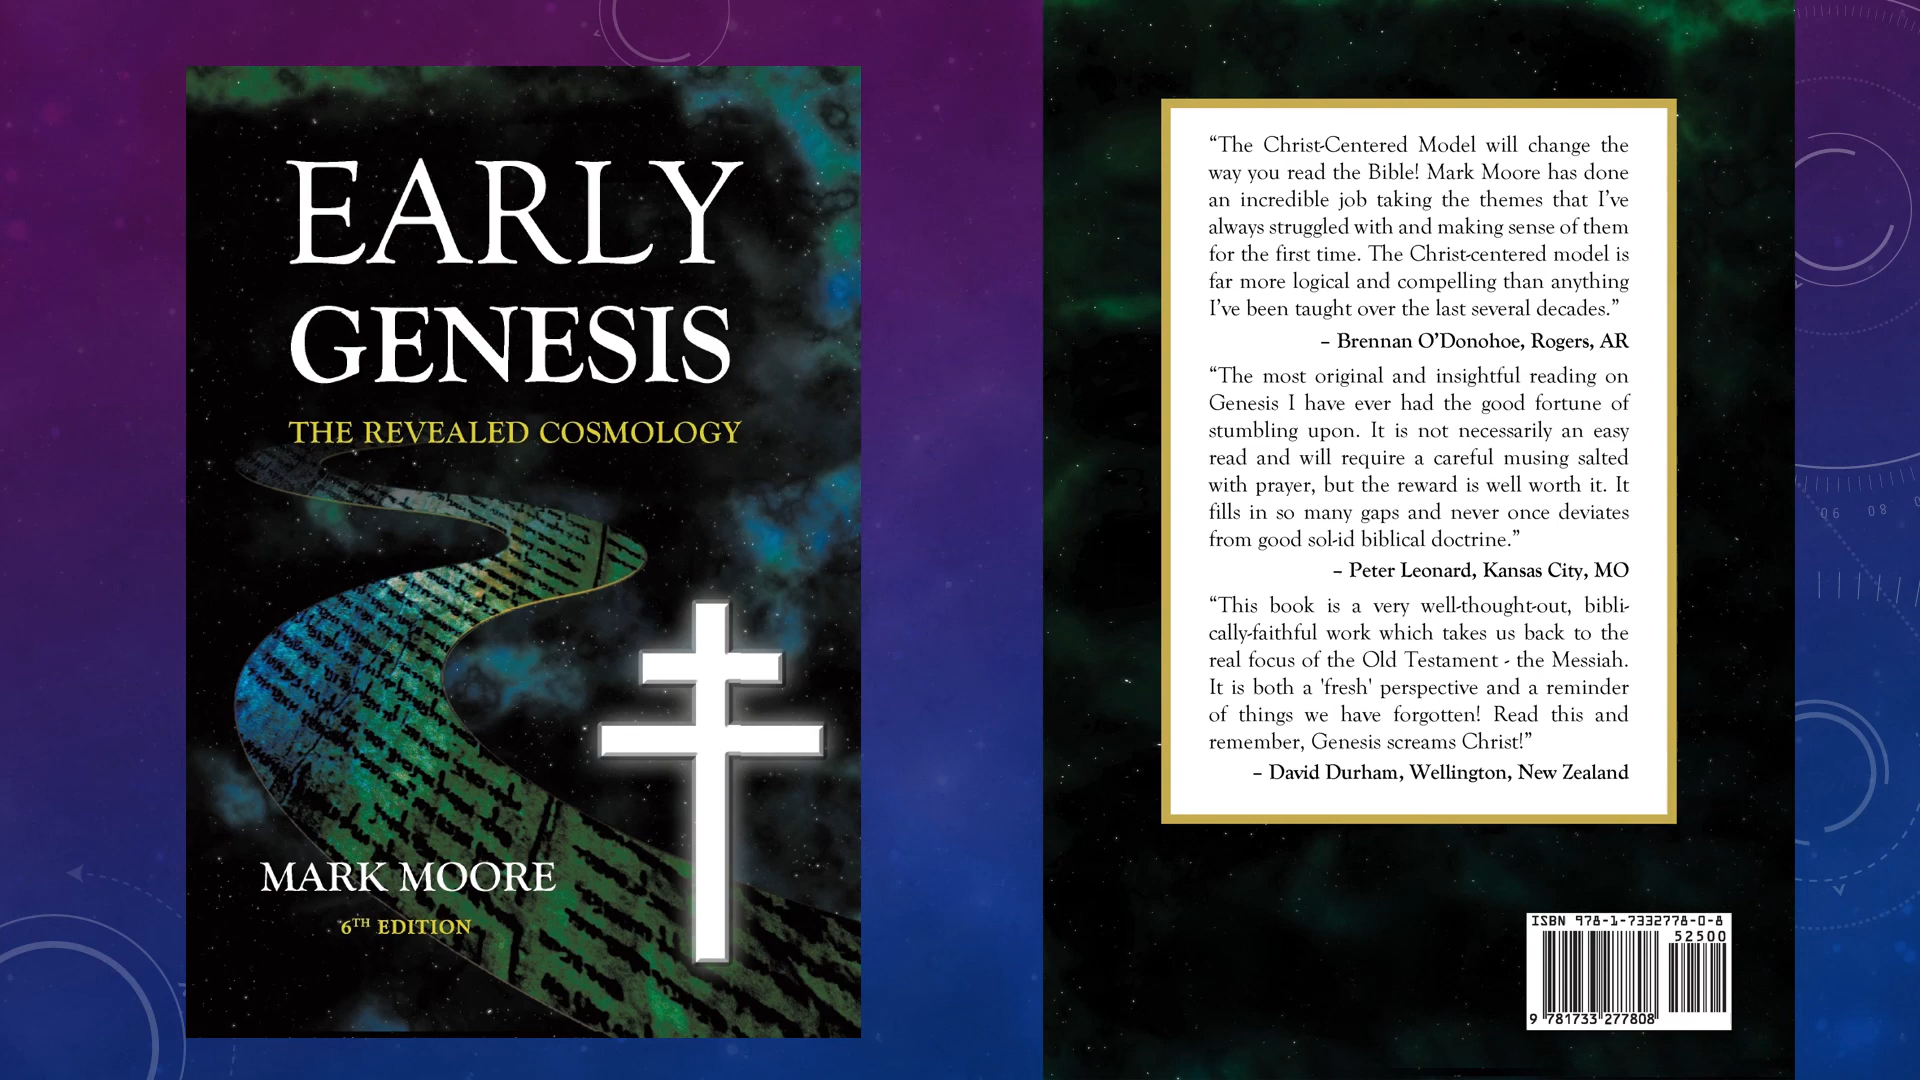 EARLY
GENESIS
THE REVEALED COSMOLOGY
MARK MOORE
6TH EDITION
“The Christ-Centered Model will change the
way you read the Bible! Mark Moore has done
an incredible job taking the themes that I’ve
always struggled with and making sense of them
for the first time. The Christ-centered model is
far more logical and compelling than anything
I’ve been taught over the last several decades.”
– Brennan O’Donohoe, Rogers, AR
“The most original and insightful reading on
Genesis I have ever had the good fortune of
stumbling upon. It is not necessarily an easy
read and will require a careful musing salted
with prayer, but the reward is well worth it. It
fills in so many gaps and never once deviates
from good sol-id biblical doctrine.”
– Peter Leonard, Kansas City, MO
“This book is a very well-thought-out, bibli-
cally-faithful work which takes us back to the
real focus of the Old Testament - the Messiah.
It is both a 'fresh' perspective and a reminder
of things we have forgotten! Read this and
remember, Genesis screams Christ!”
– David Durham, Wellington, New Zealand
ISBN 978-1-7332778-0-8
52500
9 781733 277808
06 08